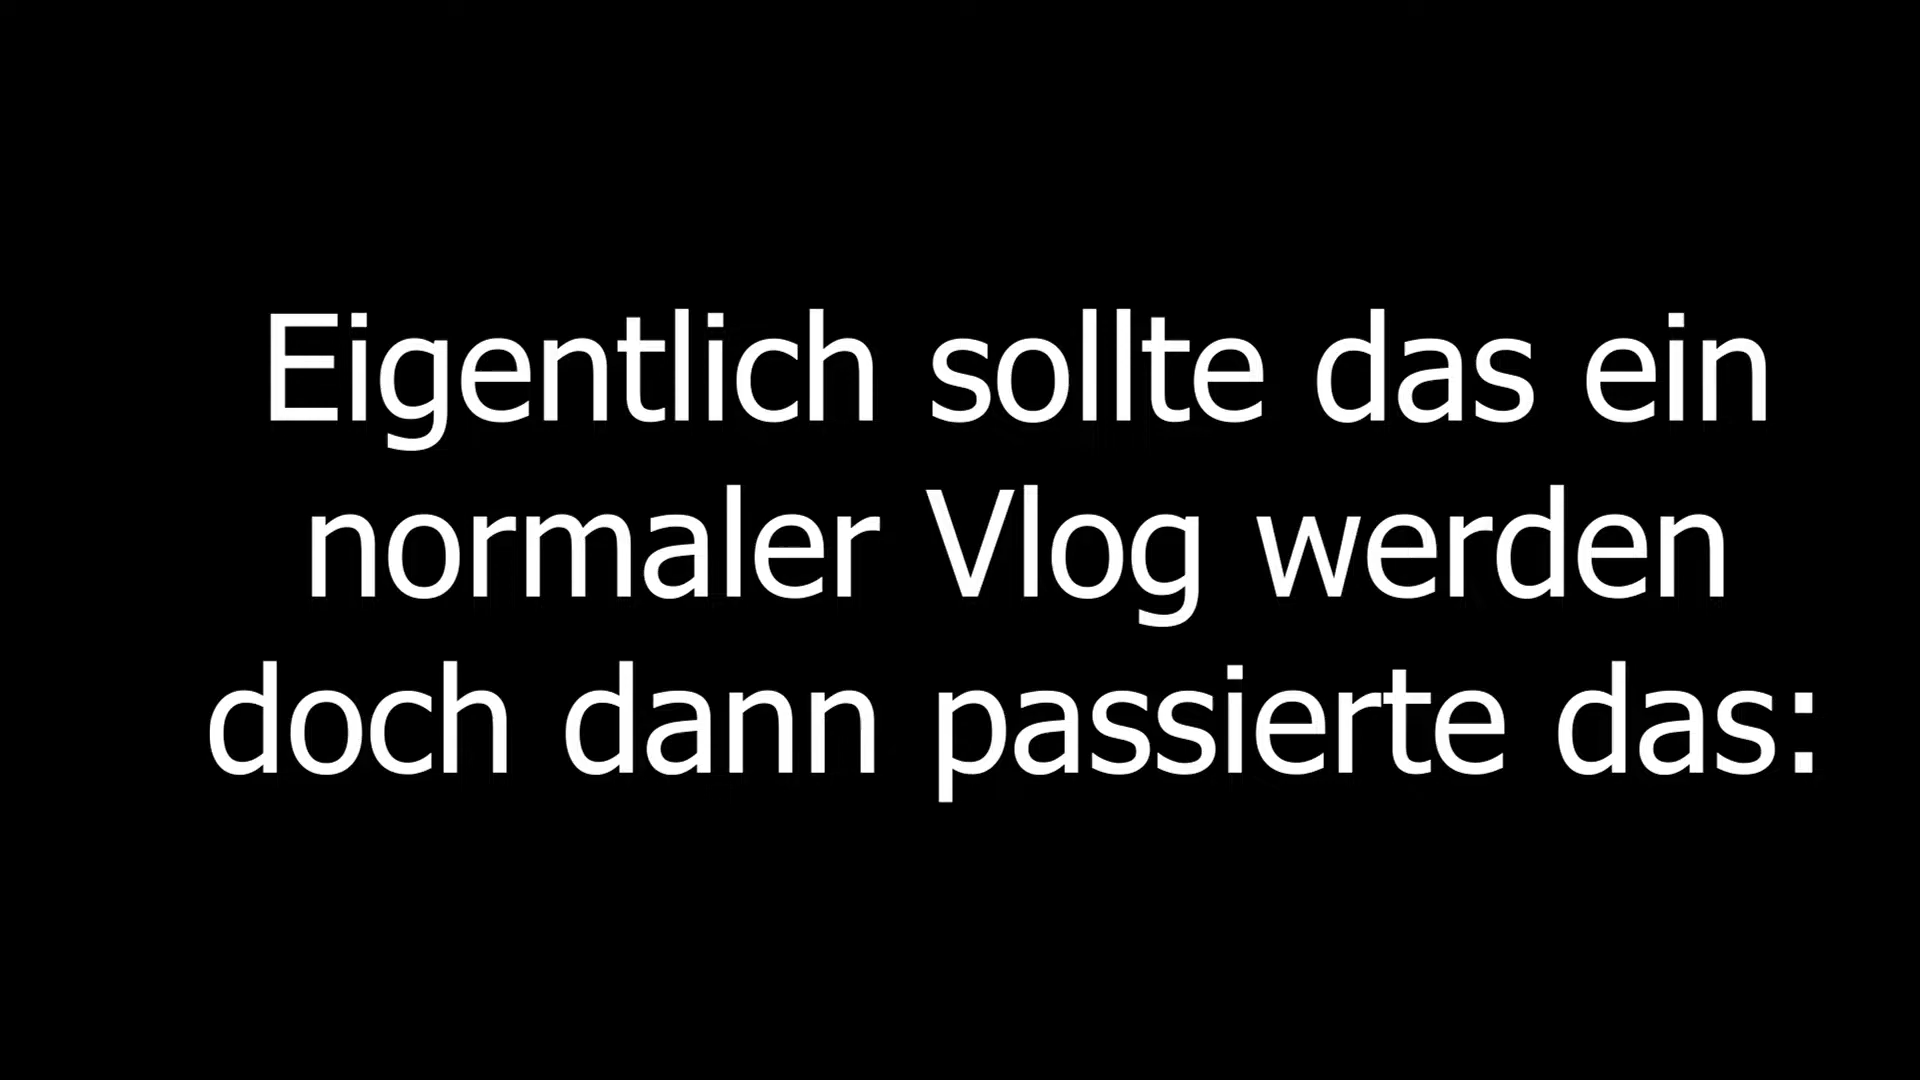 Eigentlich sollte das ein
normaler Vlog werden
doch dann passierte das: